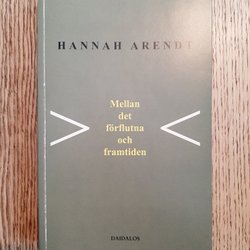 HANNAH ARENDT
Mellan
det
förflutna
och
framtiden
DAIDALOS